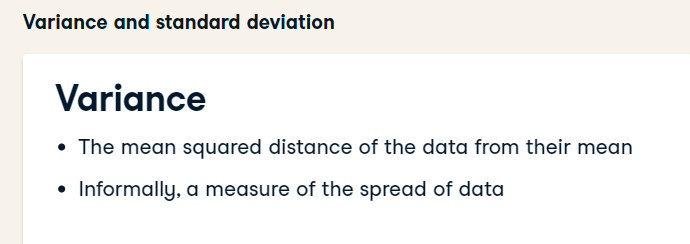 Variance and standard deviation
Variance
• The mean squared distance of the data from their mean
• Informally, a measure of the spread of data